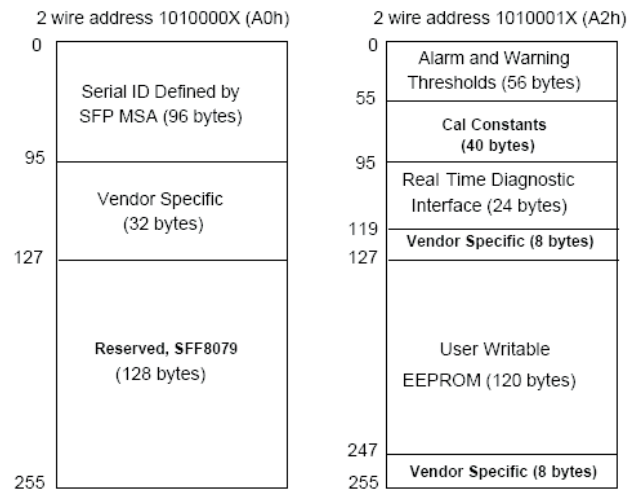 2 wire address 1010000X (A0h)
0
Serial ID Defined by
SFP MSA (96 bytes)
95
Vendor Specific
(32 bytes)
127
Reserved, SFF8079
(128 bytes)
255
2 wire address 1010001X (A2h)
0
Alarm and Warning
Thresholds (56 bytes)
55
Cal Constants
(40 bytes)
95
Real Time Diagnostic
Interface (24 bytes)
119
Vendor Specific (8 bytes)
127
User Writable
EEPROM (120 bytes)
247
Vendor Specific (8 bytes)
255